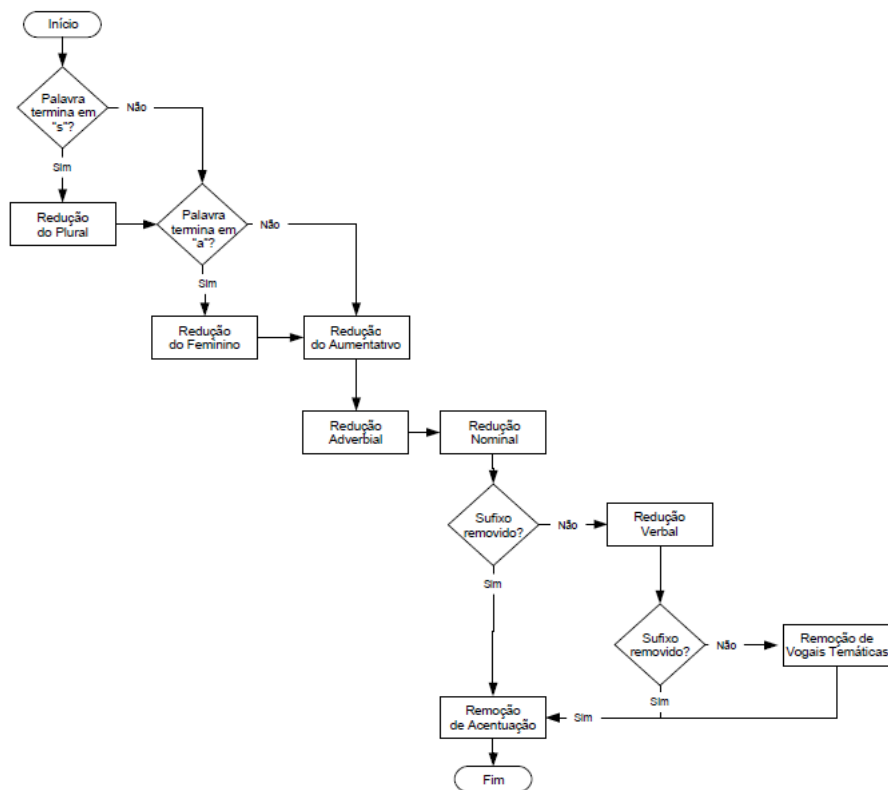 Início
Palavra
termina em
"s"?
Não
Sim
Redução
do Plural
Palavra
termina em
"a"?
Não
Sim
Redução
do Feminino
Redução
do Aumentativo
Redução
Adverbial
Redução
Nominal
Sufixo
removido?
Não
Redução
Verbal
Sim
Sufixo
removido?
Não
Remoção de
Vogais Temáticas
Sim
Remoção
de Acentuação
Sim
Fim